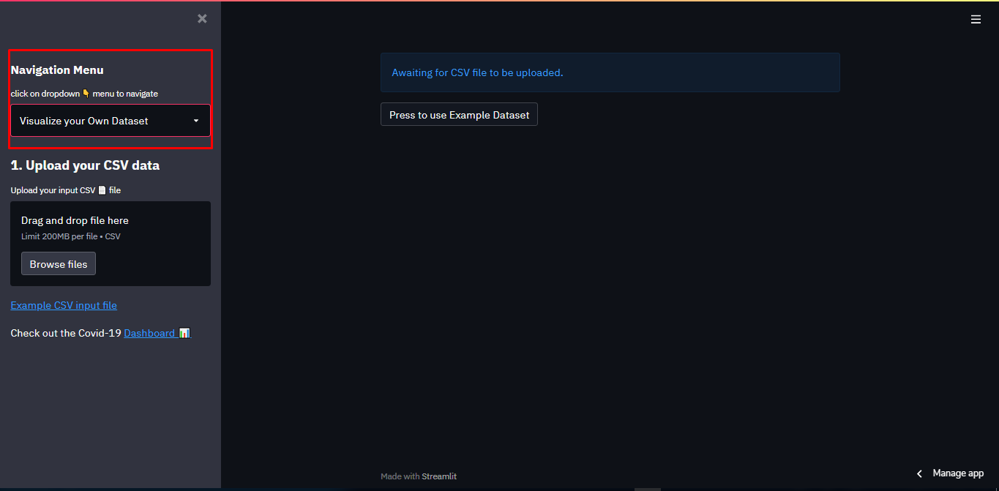 Navigation Menu
click on dropdown 👇 menu to navigate
Visualize your Own Dataset
1. Upload your CSV data
Upload your input CSV 📄 file
Drag and drop file here
Limit 200MB per file • CSV
Browse files
Example CSV input file
Check out the Covid-19 Dashboard 📊
Awaiting for CSV file to be uploaded.
Press to use Example Dataset
Made with Streamlit
Manage app